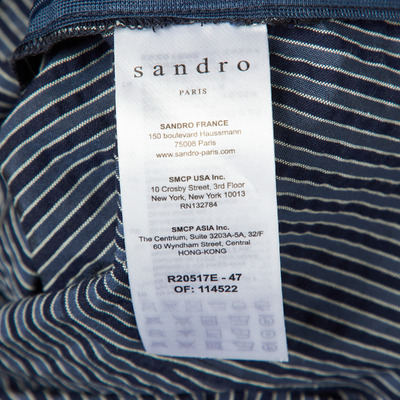 sandro
PARIS
SANDRO FRANCE
150 boulevard Haussmann
75008 Paris
www.sandro-paris.com
SMCP USA Inc.
10 Crosby Street, 3rd Floor
New York, New York 10013
RN132784
SMCP ASIA Inc.
The Centrium, Suite 3203A-5A, 32/F
60 Wyndham Street, Central
HONG-KONG
R20517E - 47
OF: 114522